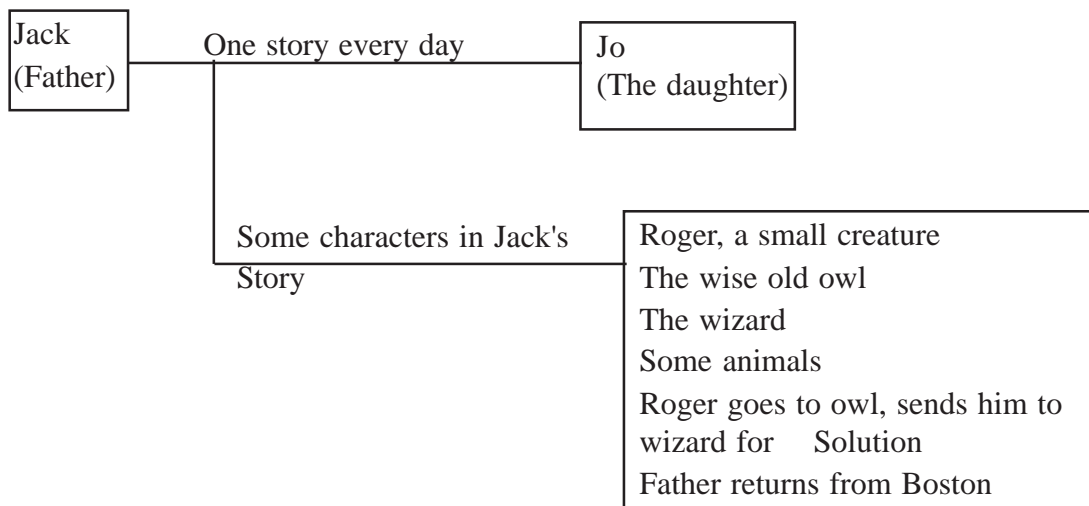 Jack
(Father)
One story every day
Jo
(The daughter)
Some characters in Jack's
Story
Roger, a small creature
The wise old owl
The wizard
Some animals
Roger goes to owl, sends him to
wizard for Solution
Father returns from Boston